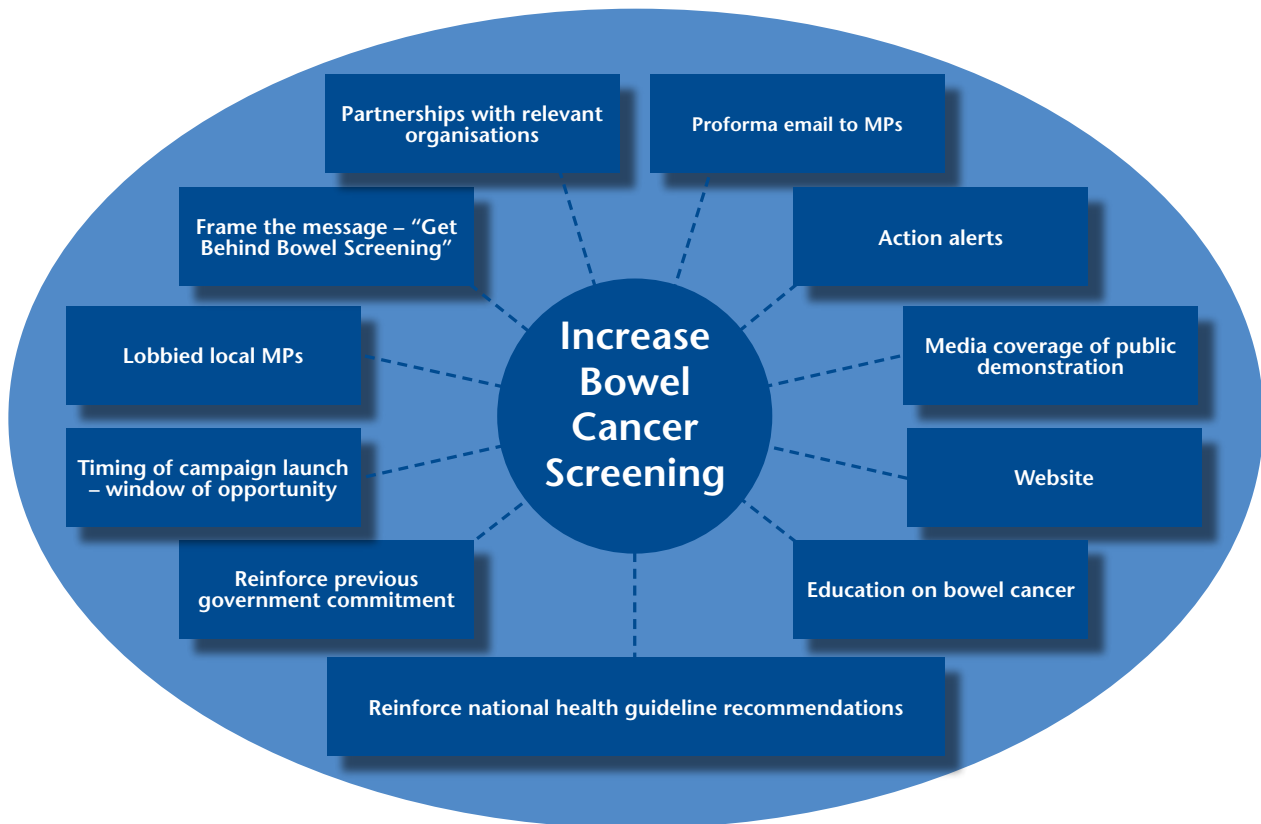 Partnerships with relevant
organisations
Proforma email to MPs
Frame the message – “Get
Behind Bowel Screening”
Action alerts
Increase
Bowel
Cancer
Screening
Lobbied local MPs
Media coverage of public
demonstration
Timing of campaign launch
– window of opportunity
Website
Reinforce previous
government commitment
Education on bowel cancer
Reinforce national health guideline recommendations